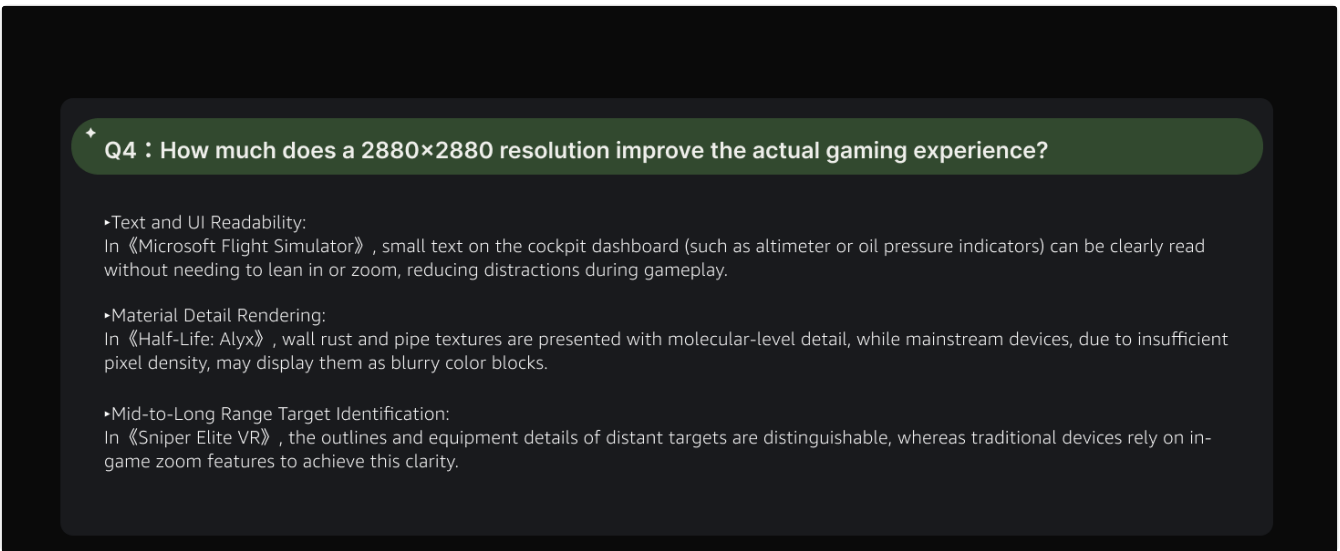 Q4：How much does a 2880×2880 resolution improve the actual gaming experience?
▸Text and UI Readability:
In《Microsoft Flight Simulator》, small text on the cockpit dashboard (such as altimeter or oil pressure indicators) can be clearly read
without needing to lean in or zoom, reducing distractions during gameplay.
▸Material Detail Rendering:
In《Half-Life: Alyx》, wall rust and pipe textures are presented with molecular-level detail, while mainstream devices, due to insufficient
pixel density, may display them as blurry color blocks.
▸Mid-to-Long Range Target Identification:
In《Sniper Elite VR》, the outlines and equipment details of distant targets are distinguishable, whereas traditional devices rely on in-
game zoom features to achieve this clarity.